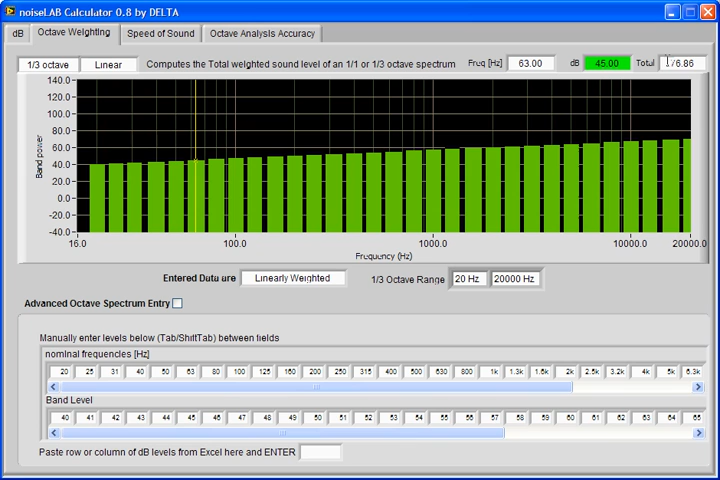 noiseLAB Calculator 0.8 by DELTA
dB Octave Weighting Speed of Sound Octave Analysis Accuracy
1/3 octave Linear Computes the Total weighted sound level of an 1/1 or 1/3 octave spectrum Freq [Hz] 63.00 dB 45.00 Total 76.86
140.0
120.0
100.0
80.0
60.0
40.0
20.0
0.0
-20.0
-40.0
Band power
16.0 100.0 1000.0 10000.0 20000.0
Frequency (Hz)
Entered Data are Linearly Weighted 1/3 Octave Range 20 Hz 20000 Hz
Advanced Octave Spectrum Entry
Manually enter levels below (Tab/ShiftTab) between fields
nominal frequencies [Hz]
20 25 31 40 50 63 80 100 125 160 200 250 315 400 500 630 800 1k 1.3k 1.6k 2k 2.5k 3.2k 4k 5k 6.3k
Band Level
40 41 42 43 44 45 46 47 48 49 50 51 52 53 54 55 56 57 58 59 60 61 62 63 64 65
Paste row or column of dB levels from Excel here and ENTER